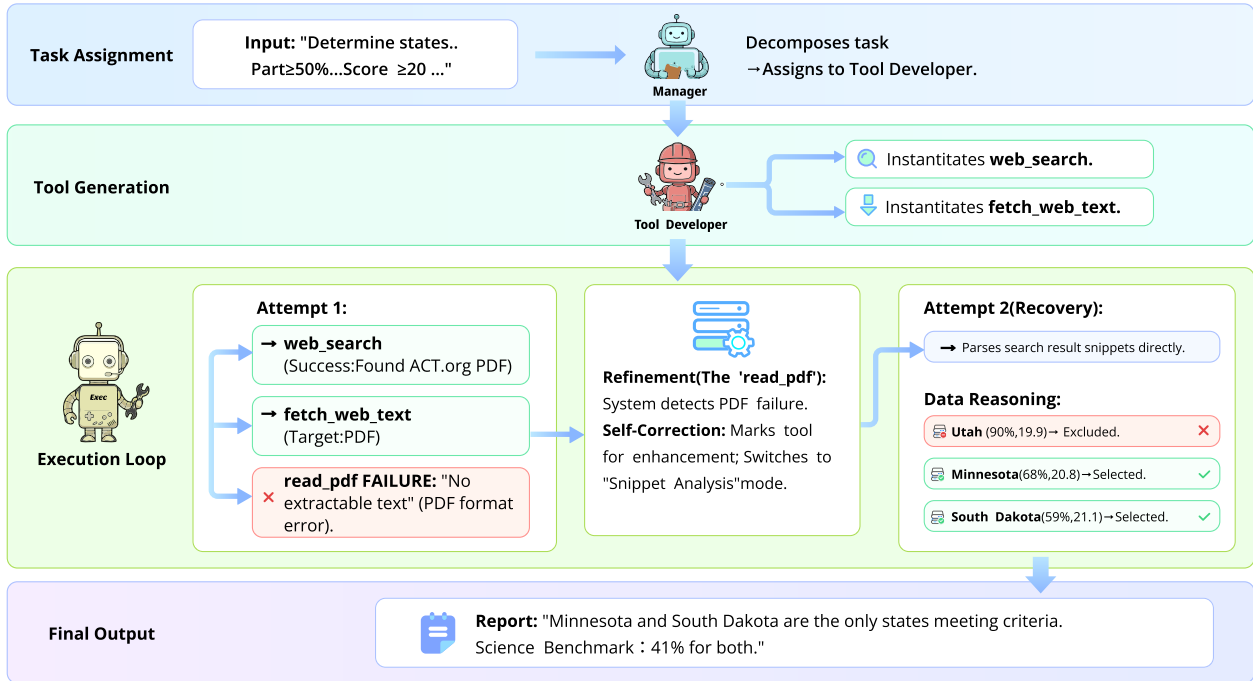 Task Assignment
Input: "Determine states..
Part≥50%...Score ≥20 ..."
Manager
Decomposes task
→Assigns to Tool Developer.
Tool Generation
Tool Developer
Instantitates web_search.
Instantitates fetch_web_text.
Execution Loop
Exec
Attempt 1:
→ web_search
(Success:Found ACT.org PDF)
→ fetch_web_text
(Target:PDF)
read_pdf FAILURE: "No
extractable text" (PDF format
error).
Refinement(The 'read_pdf'):
System detects PDF failure.
Self-Correction: Marks tool
for enhancement; Switches to
"Snippet Analysis"mode.
Attempt 2(Recovery):
→ Parses search result snippets directly.
Data Reasoning:
Utah (90%,19.9)→ Excluded.
Minnesota(68%,20.8)→Selected.
South Dakota(59%,21.1)→Selected.
Final Output
Report: "Minnesota and South Dakota are the only states meeting criteria.
Science Benchmark：41% for both."